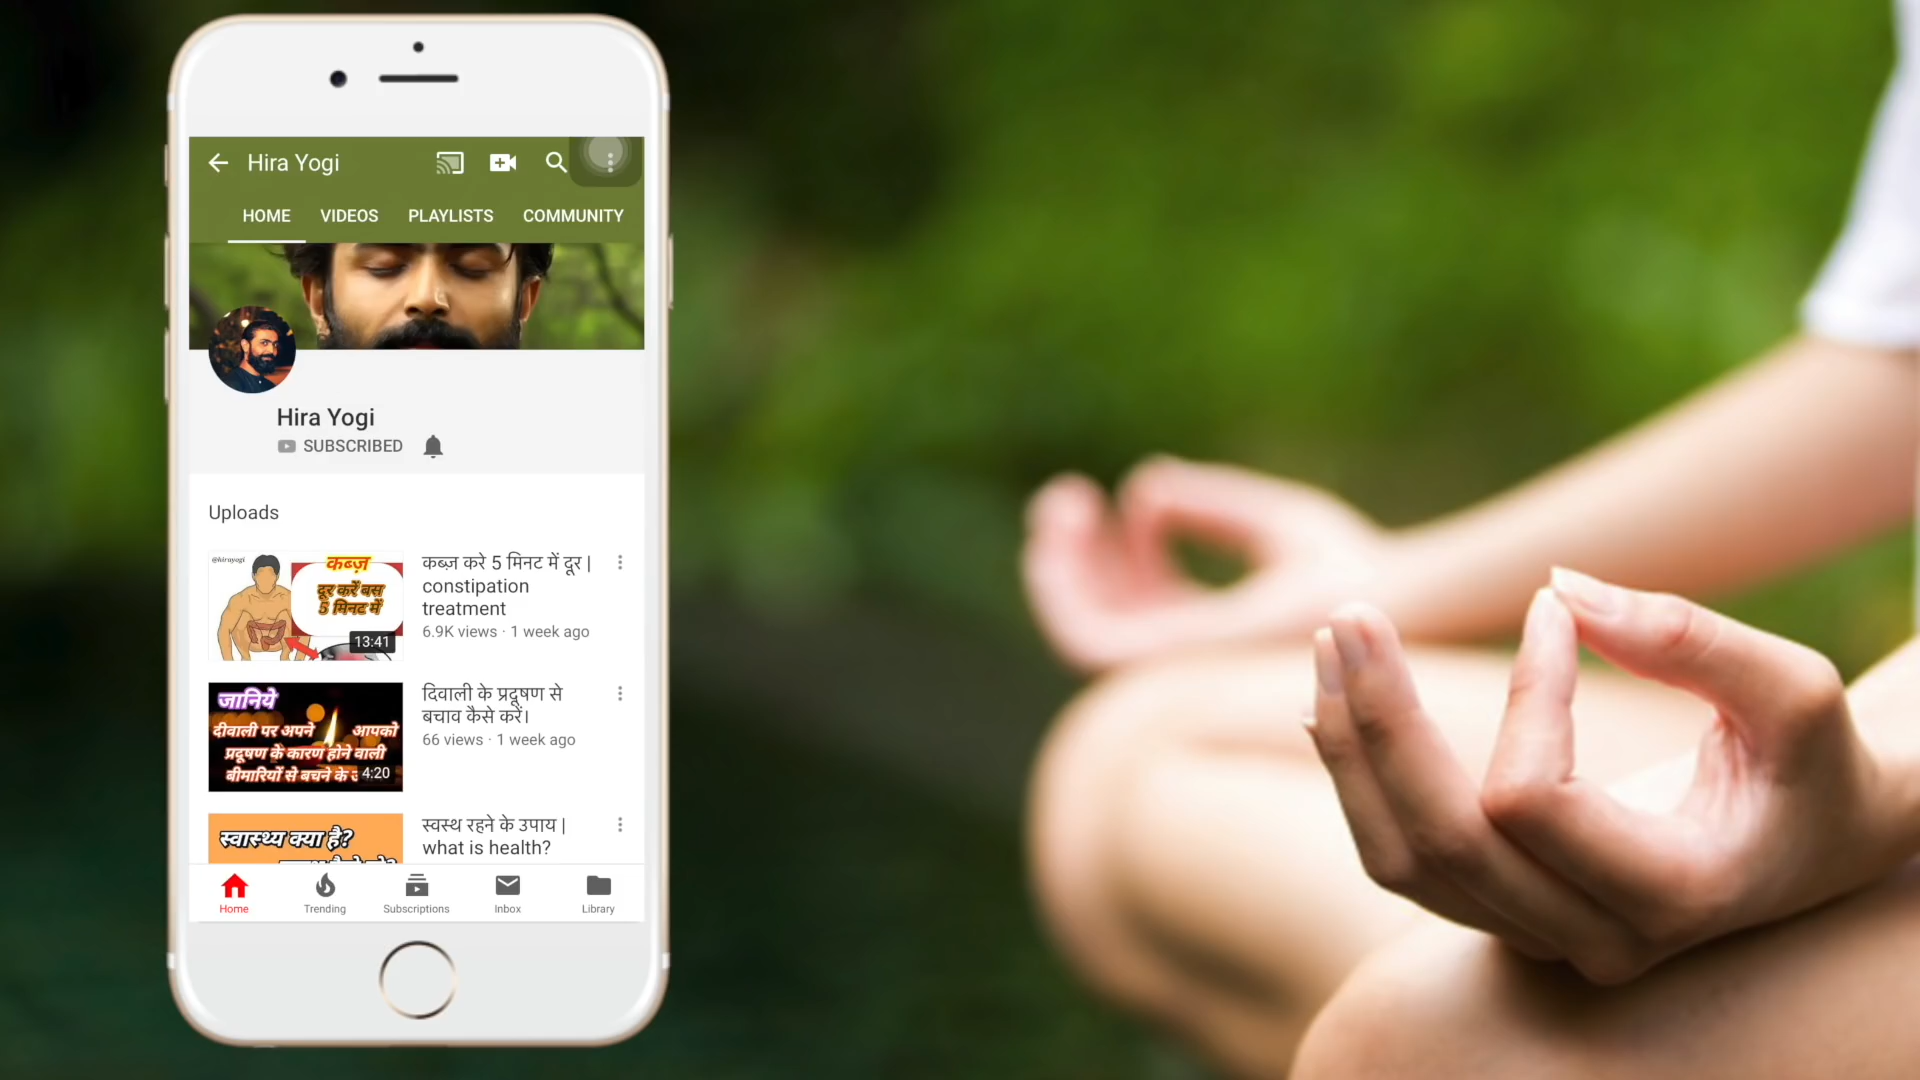 Hira Yogi
HOME VIDEOS PLAYLISTS COMMUNITY
Hira Yogi
SUBSCRIBED
Uploads
@hirayogi
कब्ज़
दूर करें बस
5 मिनट में
13:41
कब्ज़ करे 5 मिनट में दूर |
constipation
treatment
6.9K views · 1 week ago
जानिये
दीवाली पर अपने आपको
प्रदूषण के कारण होने वाली
बीमारियों से बचने के
4:20
दिवाली के प्रदूषण से
बचाव कैसे करें।
66 views · 1 week ago
स्वास्थ्य क्या है?
स्वस्थ रहने के उपाय |
what is health?
Home Trending Subscriptions Inbox Library